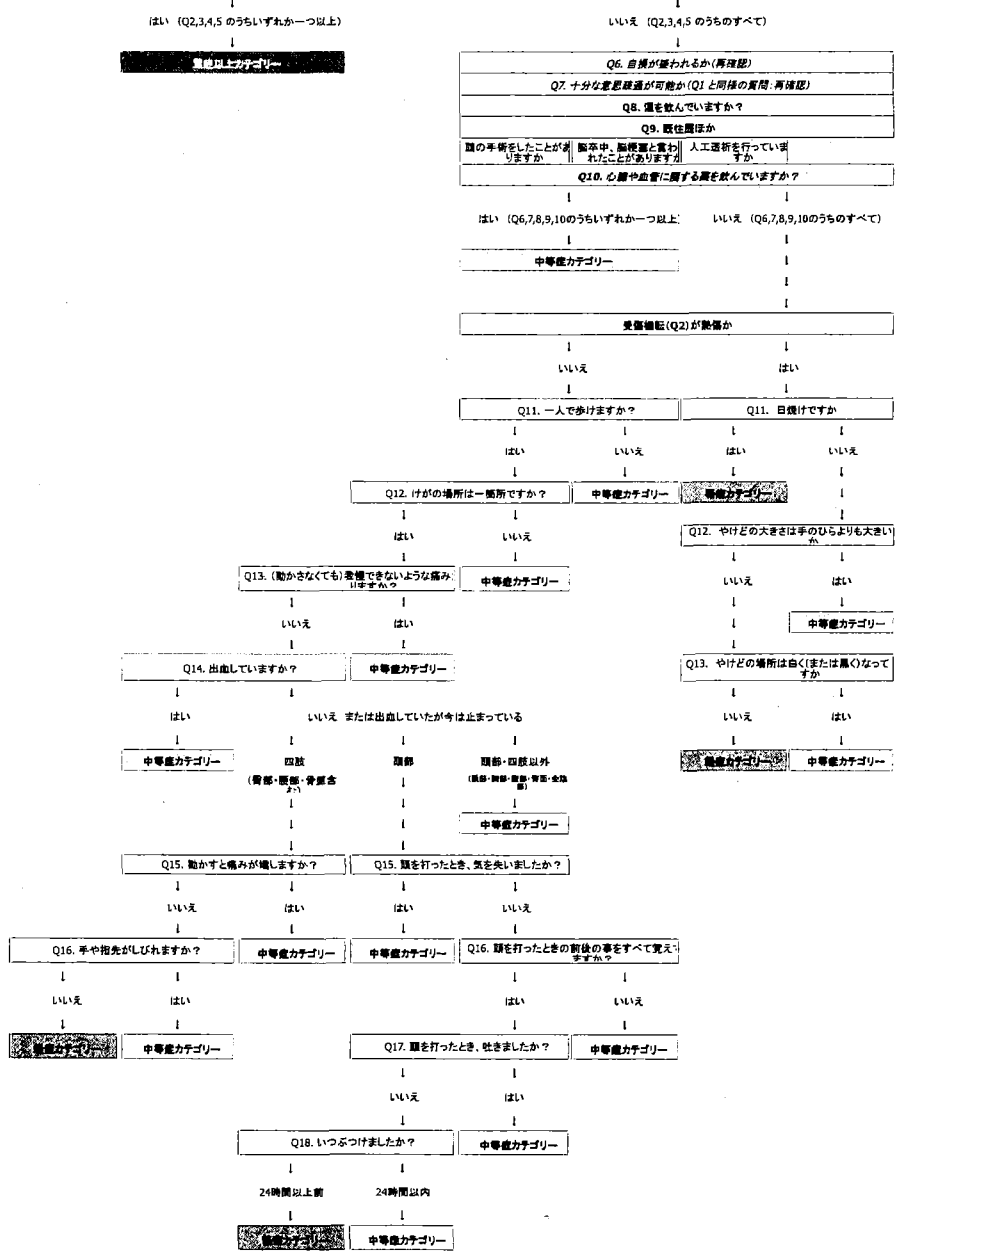 はい （Q2,3,4,5 のうちいずれか一つ以上）
いいえ （Q2,3,4,5 のうちのすべて）
重症以上カテゴリー
Q6. 自損が疑われるか（再確認）
Q7. 十分な意思疎通が可能か（Q1 と同様の質問：再確認）
Q8. 酒を飲んでいますか？
Q9. 既往歴ほか
頭の手術をしたことがありますか
脳卒中、脳梗塞と言われたことがありますか
人工透析を行っていますか
Q10. 心臓や血管に関する薬を飲んでいますか？
はい （Q6,7,8,9,10のうちいずれか一つ以上）
いいえ （Q6,7,8,9,10のうちのすべて）
中等症カテゴリー
受傷機転（Q2）が熱傷か
いいえ
はい
Q11. 一人で歩けますか？
Q11. 日焼けですか
はい
いいえ
はい
いいえ
Q12. けがの場所は一箇所ですか？
中等症カテゴリー
軽症カテゴリー
Q12. やけどの大きさは手のひらよりも大きいか
はい
いいえ
Q13. （動かさなくても）我慢できないような痛み
りますか？
中等症カテゴリー
いいえ
はい
中等症カテゴリー
いいえ
はい
Q14. 出血していますか？
中等症カテゴリー
Q13. やけどの場所は白く（または黒く）なって
すか
はい
いいえ または出血していたが今は止まっている
いいえ
はい
中等症カテゴリー
四肢
頭部
頭部・四肢以外
軽症カテゴリー
中等症カテゴリー
（臀部・腰部・骨盤含
む）
中等症カテゴリー
Q15. 動かすと痛みが増しますか？
Q15. 頭を打ったとき、気を失いましたか？
いいえ
はい
はい
いいえ
Q16. 手や指先がしびれますか？
中等症カテゴリー
中等症カテゴリー
Q16. 頭を打ったときの前後の事をすべて覚えて
ますか？
いいえ
はい
はい
いいえ
軽症カテゴリー
中等症カテゴリー
Q17. 頭を打ったとき、吐きましたか？
中等症カテゴリー
いいえ
はい
Q18. いつぶつけましたか？
中等症カテゴリー
24時間以上前
24時間以内
軽症カテゴリー
中等症カテゴリー